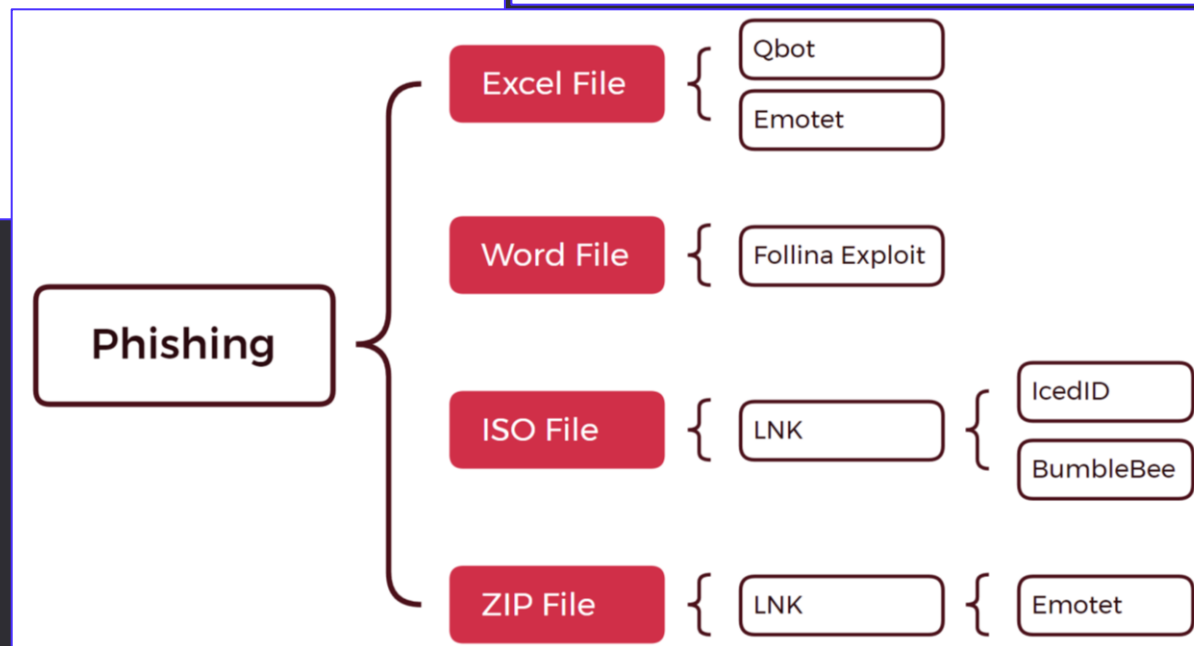 Phishing
Excel File
Qbot
Emotet
Word File
Follina Exploit
ISO File
LNK
IcedID
BumbleBee
ZIP File
LNK
Emotet